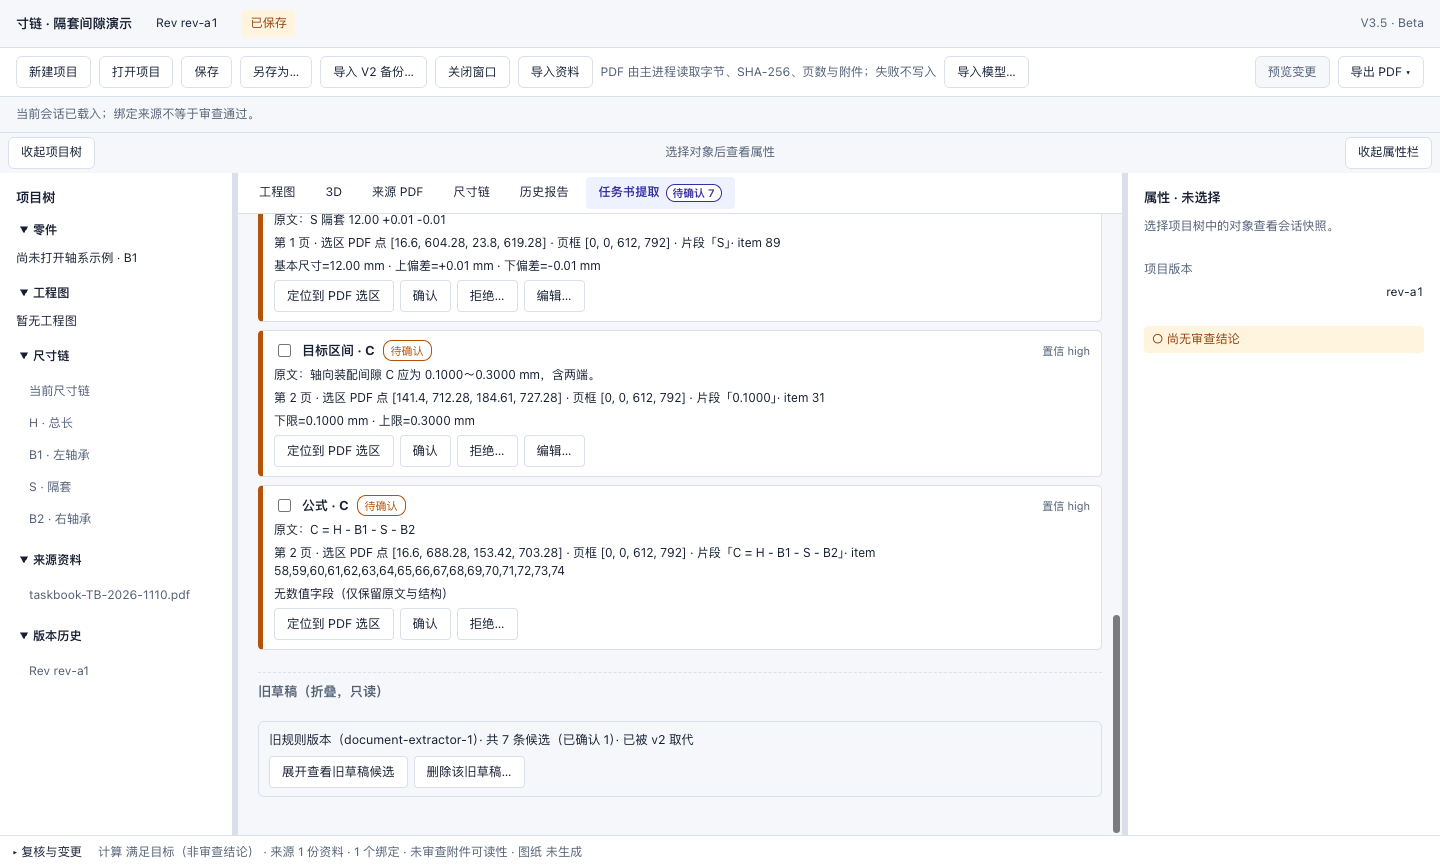 寸链 · 隔套间隙演示 Rev rev-a1 已保存 V3.5 · Beta
新建项目 打开项目 保存 另存为... 导入 V2 备份... 关闭窗口 导入资料 PDF 由主进程读取字节、SHA-256、页数与附件；失败不写入 导入模型... 预览变更 导出 PDF ▾
当前会话已载入；绑定来源不等于审查通过。
收起项目树 选择对象后查看属性 收起属性栏
项目树
▼ 零件
尚未打开轴系示例 · B1
▼ 工程图
暂无工程图
▼ 尺寸链
当前尺寸链
H · 总长
B1 · 左轴承
S · 隔套
B2 · 右轴承
▼ 来源资料
taskbook-TB-2026-1110.pdf
▼ 版本历史
Rev rev-a1
工程图 3D 来源 PDF 尺寸链 历史报告 任务书提取 待确认 7
原文：S 隔套 12.00 +0.01 -0.01
第 1 页 · 选区 PDF 点 [16.6, 604.28, 23.8, 619.28] · 页框 [0, 0, 612, 792] · 片段「S」· item 89
基本尺寸=12.00 mm · 上偏差=+0.01 mm · 下偏差=-0.01 mm
定位到 PDF 选区 确认 拒绝... 编辑...
目标区间 · C 待确认 置信 high
原文：轴向装配间隙 C 应为 0.1000～0.3000 mm，含两端。
第 2 页 · 选区 PDF 点 [141.4, 712.28, 184.61, 727.28] · 页框 [0, 0, 612, 792] · 片段「0.1000」· item 31
下限=0.1000 mm · 上限=0.3000 mm
定位到 PDF 选区 确认 拒绝... 编辑...
公式 · C 待确认 置信 high
原文：C = H - B1 - S - B2
第 2 页 · 选区 PDF 点 [16.6, 688.28, 153.42, 703.28] · 页框 [0, 0, 612, 792] · 片段「C = H - B1 - S - B2」· item
58,59,60,61,62,63,64,65,66,67,68,69,70,71,72,73,74
无数值字段（仅保留原文与结构）
定位到 PDF 选区 确认 拒绝...
旧草稿（折叠，只读）
旧规则版本（document-extractor-1）· 共 7 条候选（已确认 1）· 已被 v2 取代
展开查看旧草稿候选 删除该旧草稿...
属性 · 未选择
选择项目树中的对象查看会话快照。
项目版本
rev-a1
尚无审查结论
▸ 复核与变更 计算 满足目标（非审查结论） · 来源 1 份资料 · 1 个绑定 · 未审查附件可读性 · 图纸 未生成